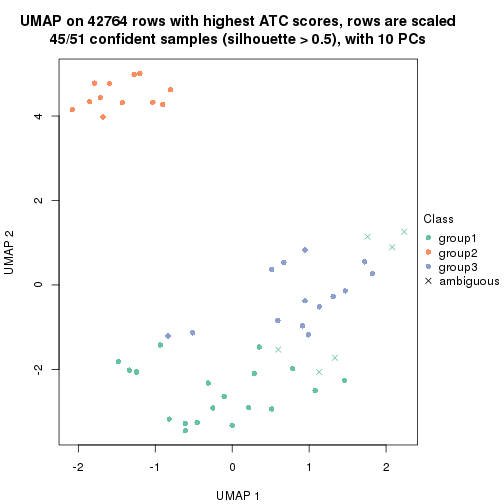 UMAP on 42764 rows with highest ATC scores, rows are scaled
45/51 confident samples (silhouette > 0.5), with 10 PCs
4
2
0
-2
UMAP 2
-2
-1
0
1
2
UMAP 1
Class
group1
group2
group3
ambiguous